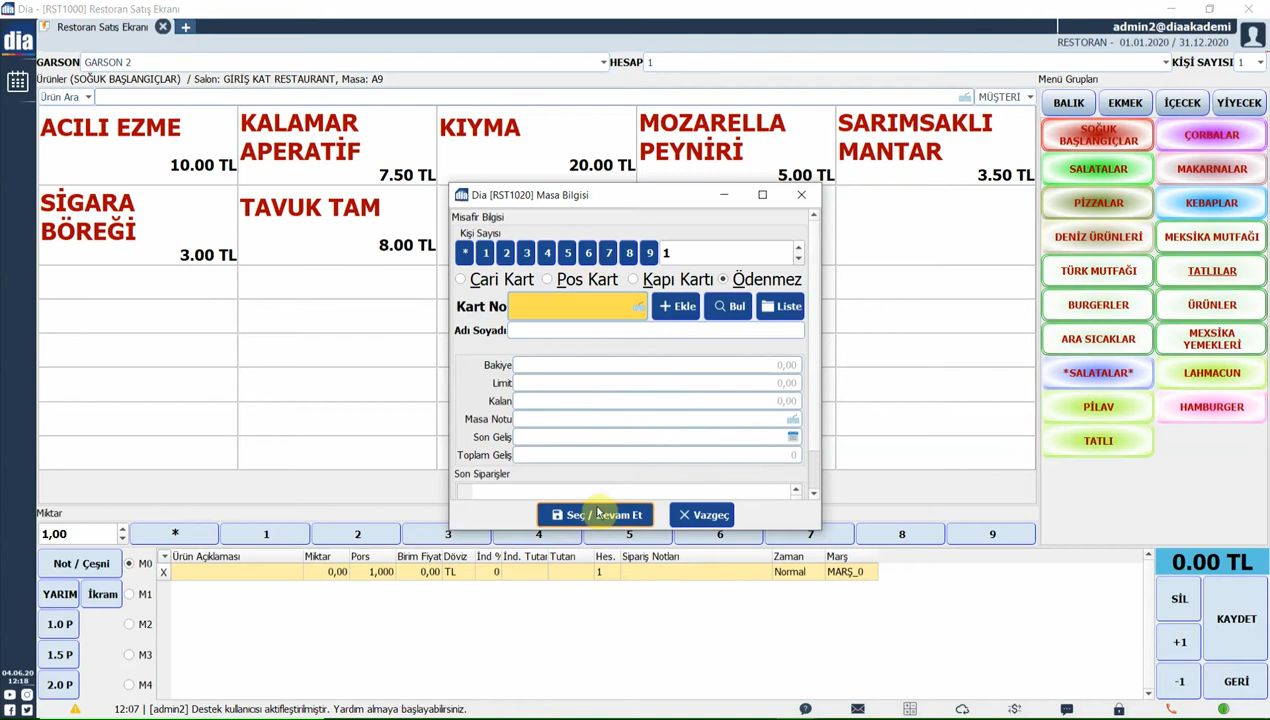 Dia - [RST1000] Restoran Satış Ekranı
dia
Restoran Satış Ekranı
admin2@diaakademi
RESTORAN - 01.01.2020 / 31.12.2020
GARSON GARSON 2
HESAP 1
KİŞİ SAYISI 1
Ürünler (SOĞUK BAŞLANGIÇLAR) / Salon: GİRİŞ KAT RESTAURANT, Masa: A9
Menü Grupları
Ürün Ara
MÜŞTERİ
BALIK EKMEK İÇECEK YİYECEK
ACILI EZME
10.00 TL
KALAMAR
APERATİF
7.50 TL
KIYMA
20.00 TL
MOZARELLA
PEYNİRİ
5.00 TL
SARIMSAKLI
MANTAR
3.50 TL
SİGARA
BÖREĞİ
3.00 TL
TAVUK TAM
8.00 TL
SOĞUK
BAŞLANGIÇLAR
ÇORBALAR
SALATALAR
MAKARNALAR
PİZZALAR
KEBAPLAR
DENİZ ÜRÜNLERİ
MEKSİKA MUTFAĞI
TÜRK MUTFAĞI
TATLILAR
BURGERLER
ÜRÜNLER
ARA SICAKLAR
MEXSİKA
YEMEKLERİ
*SALATALAR*
LAHMACUN
PİLAV
HAMBURGER
TATLI
Dia [RST1020] Masa Bilgisi
Misafir Bilgisi
Kişi Sayısı
* 1 2 3 4 5 6 7 8 9 1
Cari Kart Pos Kart Kapı Kartı Ödenmez
Kart No
Ekle Bul Liste
Adı Soyadı
Bakiye 0,00
Limit 0,00
Kalan 0,00
Masa Notu
Son Geliş
Toplam Geliş 0
Son Siparişler
Seç / Devam Et
Vazgeç
Miktar
1,00 * 1 2 3 4 5 6 7 8 9
Not / Çeşni M0
YARIM İkram M1
1.0 P M2
1.5 P M3
2.0 P M4
Ürün Açıklaması Miktar Pors Birim Fiyat Döviz İnd % İnd. Tutar Tutarı Hes. Sipariş Notları Zaman Marş
X 0,00 1,000 0,00 TL 0 1 Normal MARŞ_0
0.00 TL
SİL
KAYDET
+1
-1
GERİ
04.06.20
12:18
12:07 | [admin2] Destek kullanıcısı aktifleştirilmiştir. Yardım almaya başlayabilirsiniz.